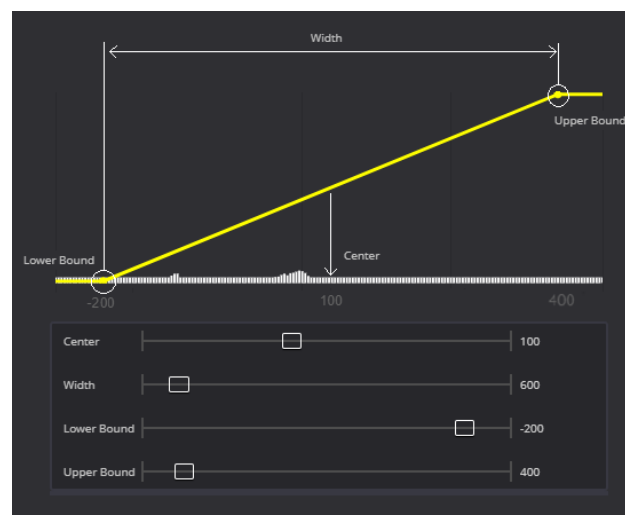 Width
Upper Bound
Lower Bound
Center
-200 100 400
Center 100
Width 600
Lower Bound -200
Upper Bound 400